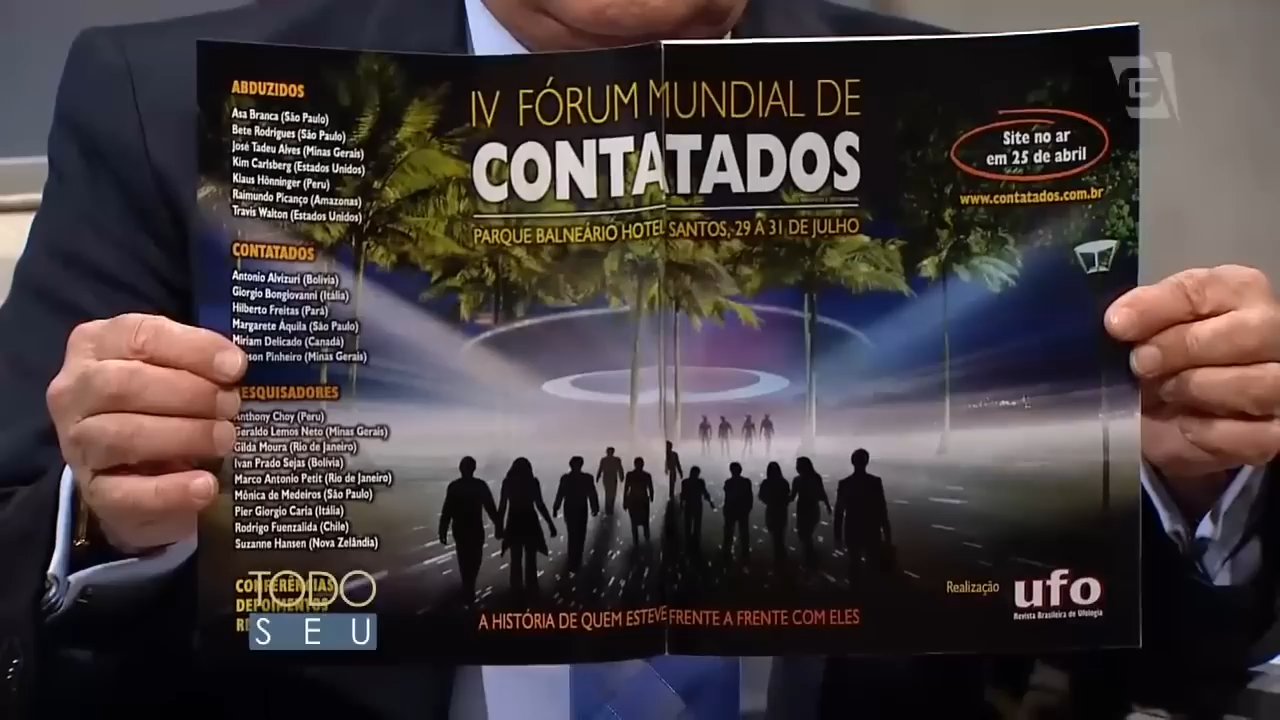 ABDUZIDOS
Asa Branca (São Paulo)
Bete Rodrigues (São Paulo)
José Tadeu Alves (Minas Gerais)
Kim Carlsberg (Estados Unidos)
Klaus Hönninger (Peru)
Raimundo Picanço (Amazonas)
Travis Walton (Estados Unidos)
CONTATADOS
Antonio Alvizuri (Bolívia)
Giorgio Bongiovanni (Itália)
Hilberto Freitas (Pará)
Margarete Áquila (São Paulo)
Miriam Delicado (Canadá)
son Pinheiro (Minas Gerais)
ESQUISADORES
Anthony Choy (Peru)
Geraldo Lemos Neto (Minas Gerais)
Gilda Moura (Rio de Janeiro)
Ivan Prado Sejas (Bolívia)
Marco Antonio Petit (Rio de Janeiro)
Mônica de Medeiros (São Paulo)
Pier Giorgio Caria (Itália)
Rodrigo Fuenzalida (Chile)
Suzanne Hansen (Nova Zelândia)
CONFERÊNCIAS
DEPOIMENTOS
TODO
SEU
IV FÓRUM MUNDIAL DE
CONTATADOS
PARQUE BALNEÁRIO HOTEL SANTOS, 29 A 31 DE JULHO
A HISTÓRIA DE QUEM ESTEVE FRENTE A FRENTE COM ELES
Site no ar
em 25 de abril
www.contatados.com.br
Realização
ufo
Revista Brasileira de Ufologia